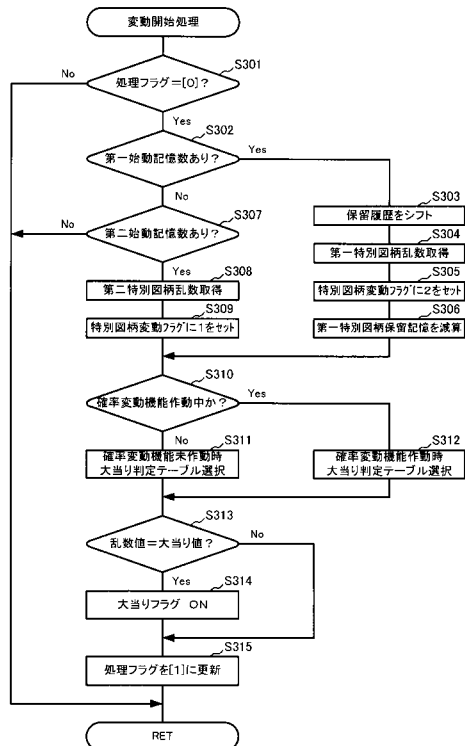 変動開始処理
S301
処理フラグ=[0]?
No
Yes
S302
第一始動記憶数あり?
Yes
No
S303
保留履歴をシフト
S304
第一特別図柄乱数取得
S305
特別図柄変動フラグに2をセット
S306
第一特別図柄保留記憶を減算
S307
第二始動記憶数あり?
No
Yes
S308
第二特別図柄乱数取得
S309
特別図柄変動フラグに1をセット
S310
確率変動機能作動中か?
Yes
No
S311
確率変動機能未作動時
大当り判定テーブル選択
S312
確率変動機能作動時
大当り判定テーブル選択
S313
乱数値=大当り値?
No
Yes
S314
大当りフラグ ON
S315
処理フラグを[1]に更新
RET